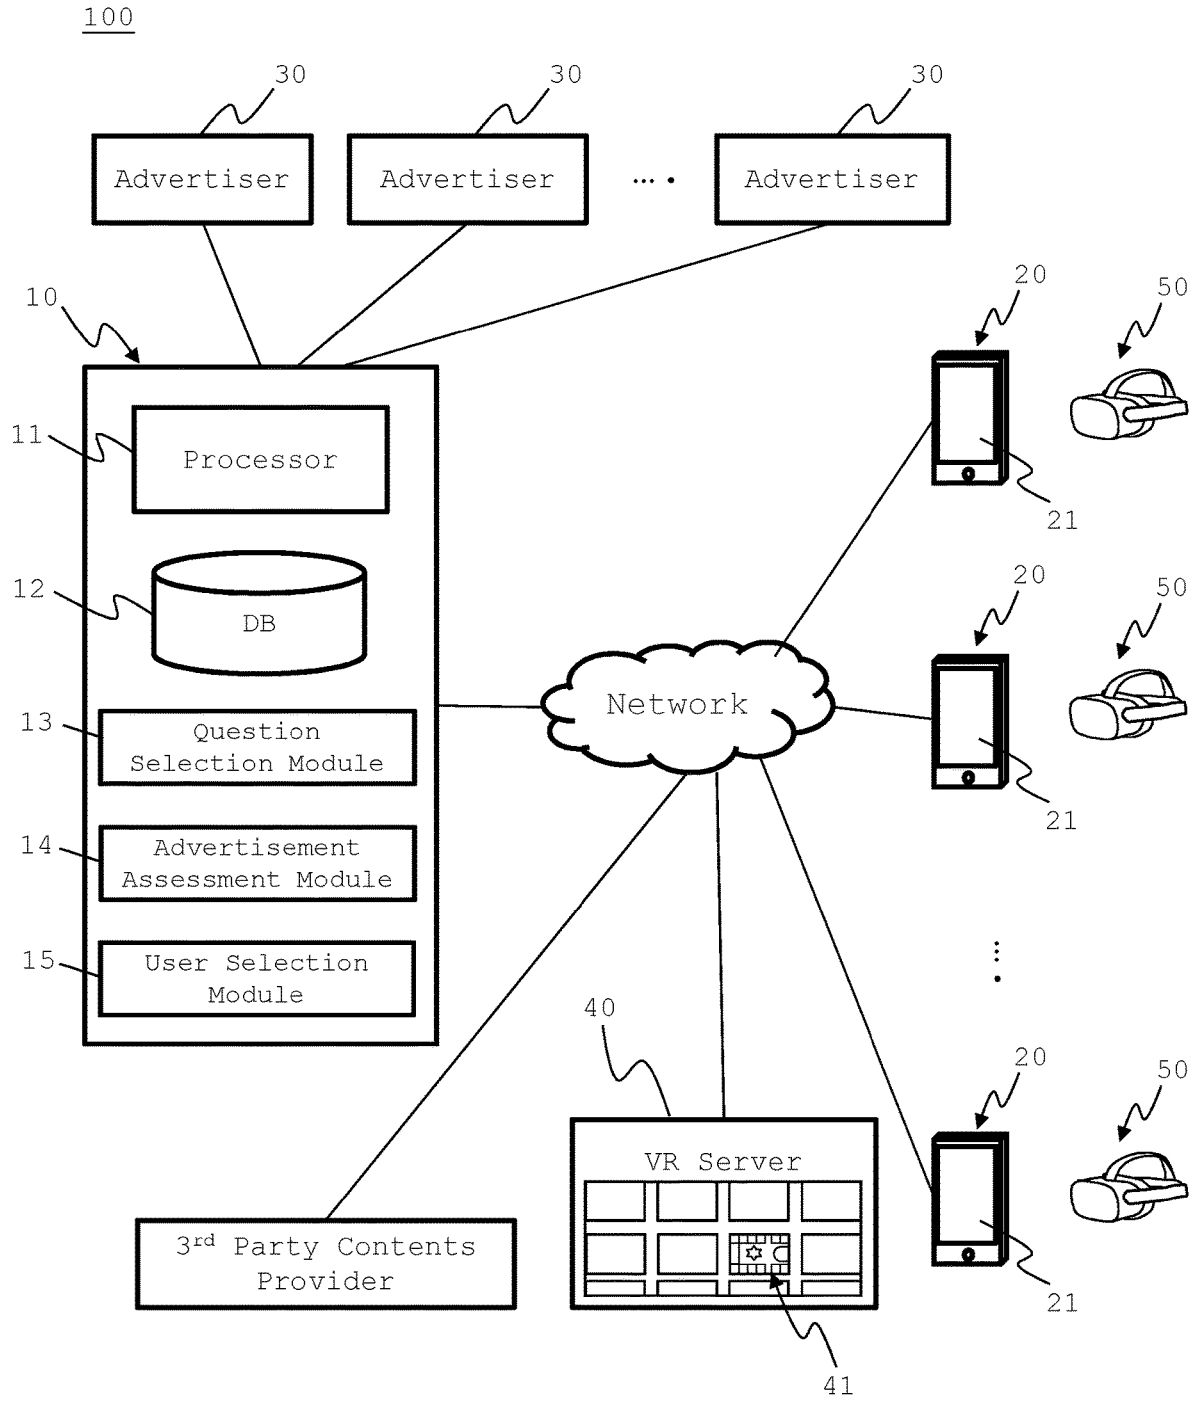 100
30 30 30
Advertiser Advertiser .... Advertiser
10
20 50
11
Processor
21
12
DB
20 50
Network
13
Question
Selection Module
21
14
Advertisement
Assessment Module
15
User Selection
Module
....
40
20 50
VR Server
3rd Party Contents
Provider
21
41